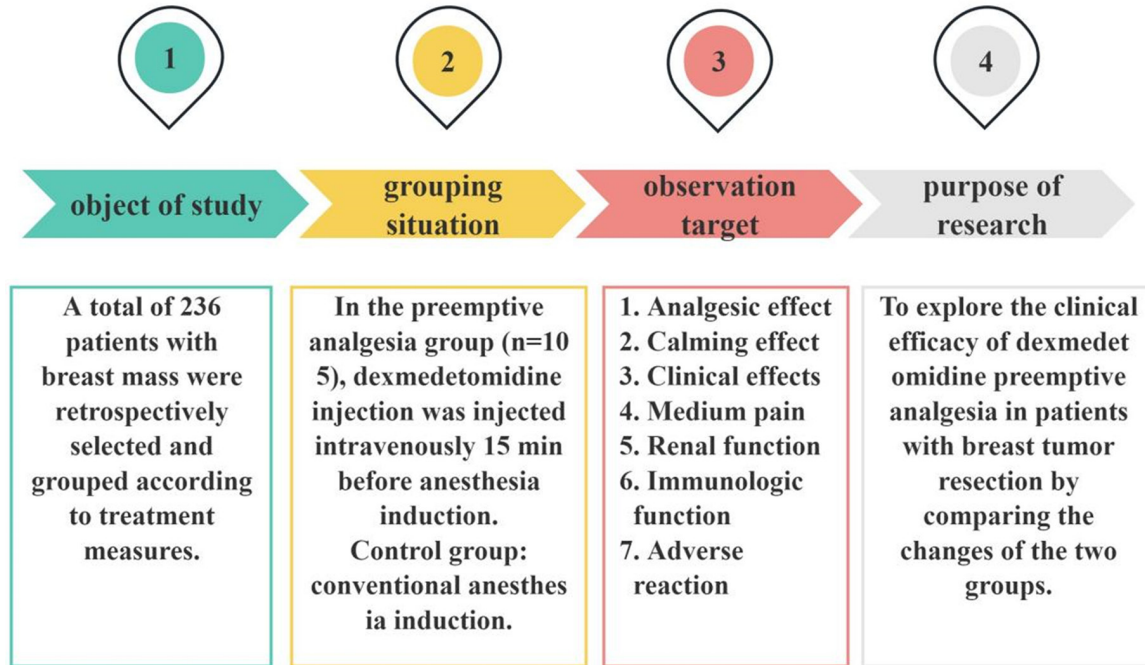 1
2
3
4
object of study
grouping
situation
observation
target
purpose of
research
A total of 236
patients with
breast mass were
retrospectively
selected and
grouped according
to treatment
measures.
In the preemptive
analgesia group (n=10
5), dexmedetomidine
injection was injected
intravenously 15 min
before anesthesia
induction.
Control group:
conventional anesthes
ia induction.
1. Analgesic effect
2. Calming effect
3. Clinical effects
4. Medium pain
5. Renal function
6. Immunologic
function
7. Adverse
reaction
To explore the clinical
efficacy of dexmedet
omidine preemptive
analgesia in patients
with breast tumor
resection by
comparing the
changes of the two
groups.